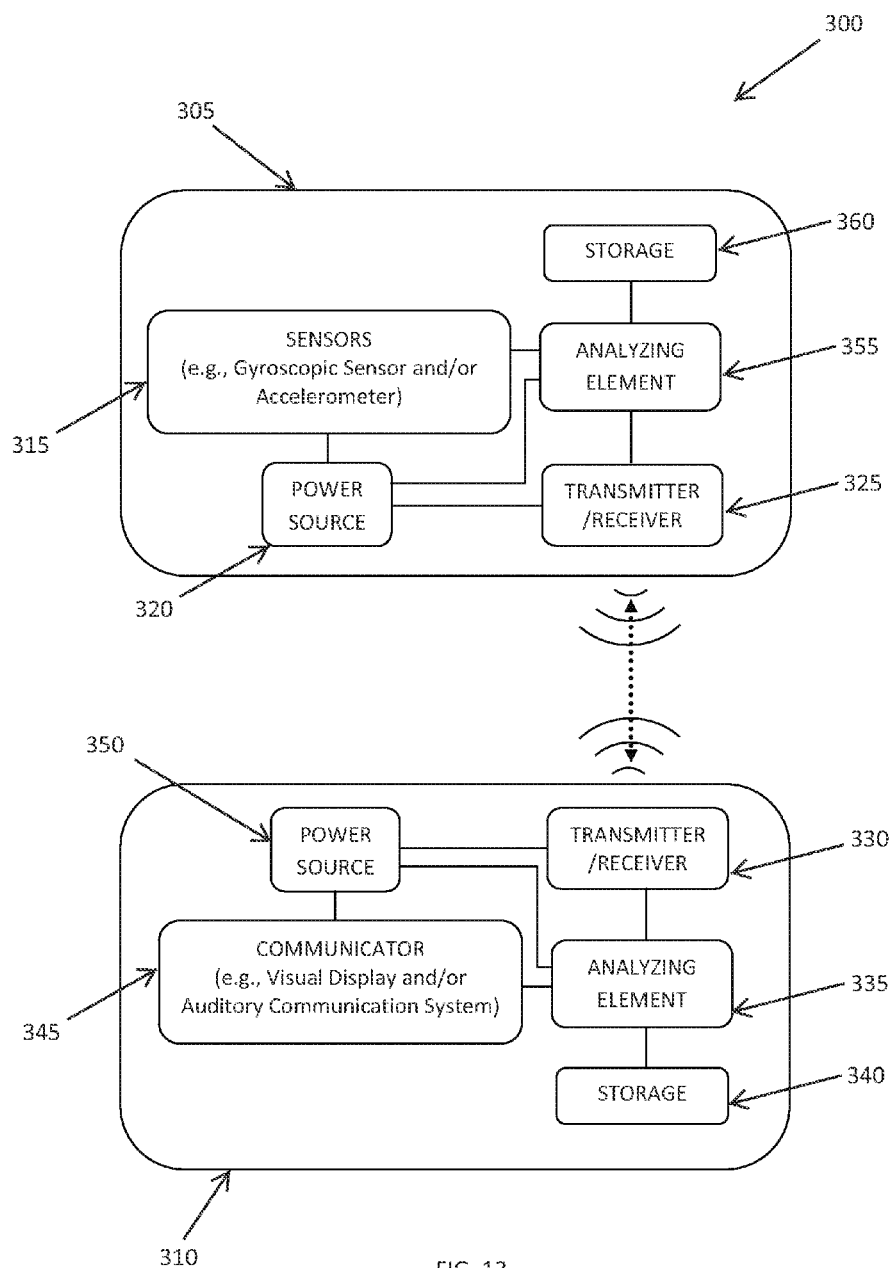 300
305
STORAGE
360
SENSORS
(e.g., Gyroscopic Sensor and/or
Accelerometer)
ANALYZING
ELEMENT
355
315
POWER
SOURCE
TRANSMITTER
/RECEIVER
325
320
350
POWER
SOURCE
TRANSMITTER
/RECEIVER
330
COMMUNICATOR
(e.g., Visual Display and/or
Auditory Communication System)
ANALYZING
ELEMENT
335
345
STORAGE
340
310